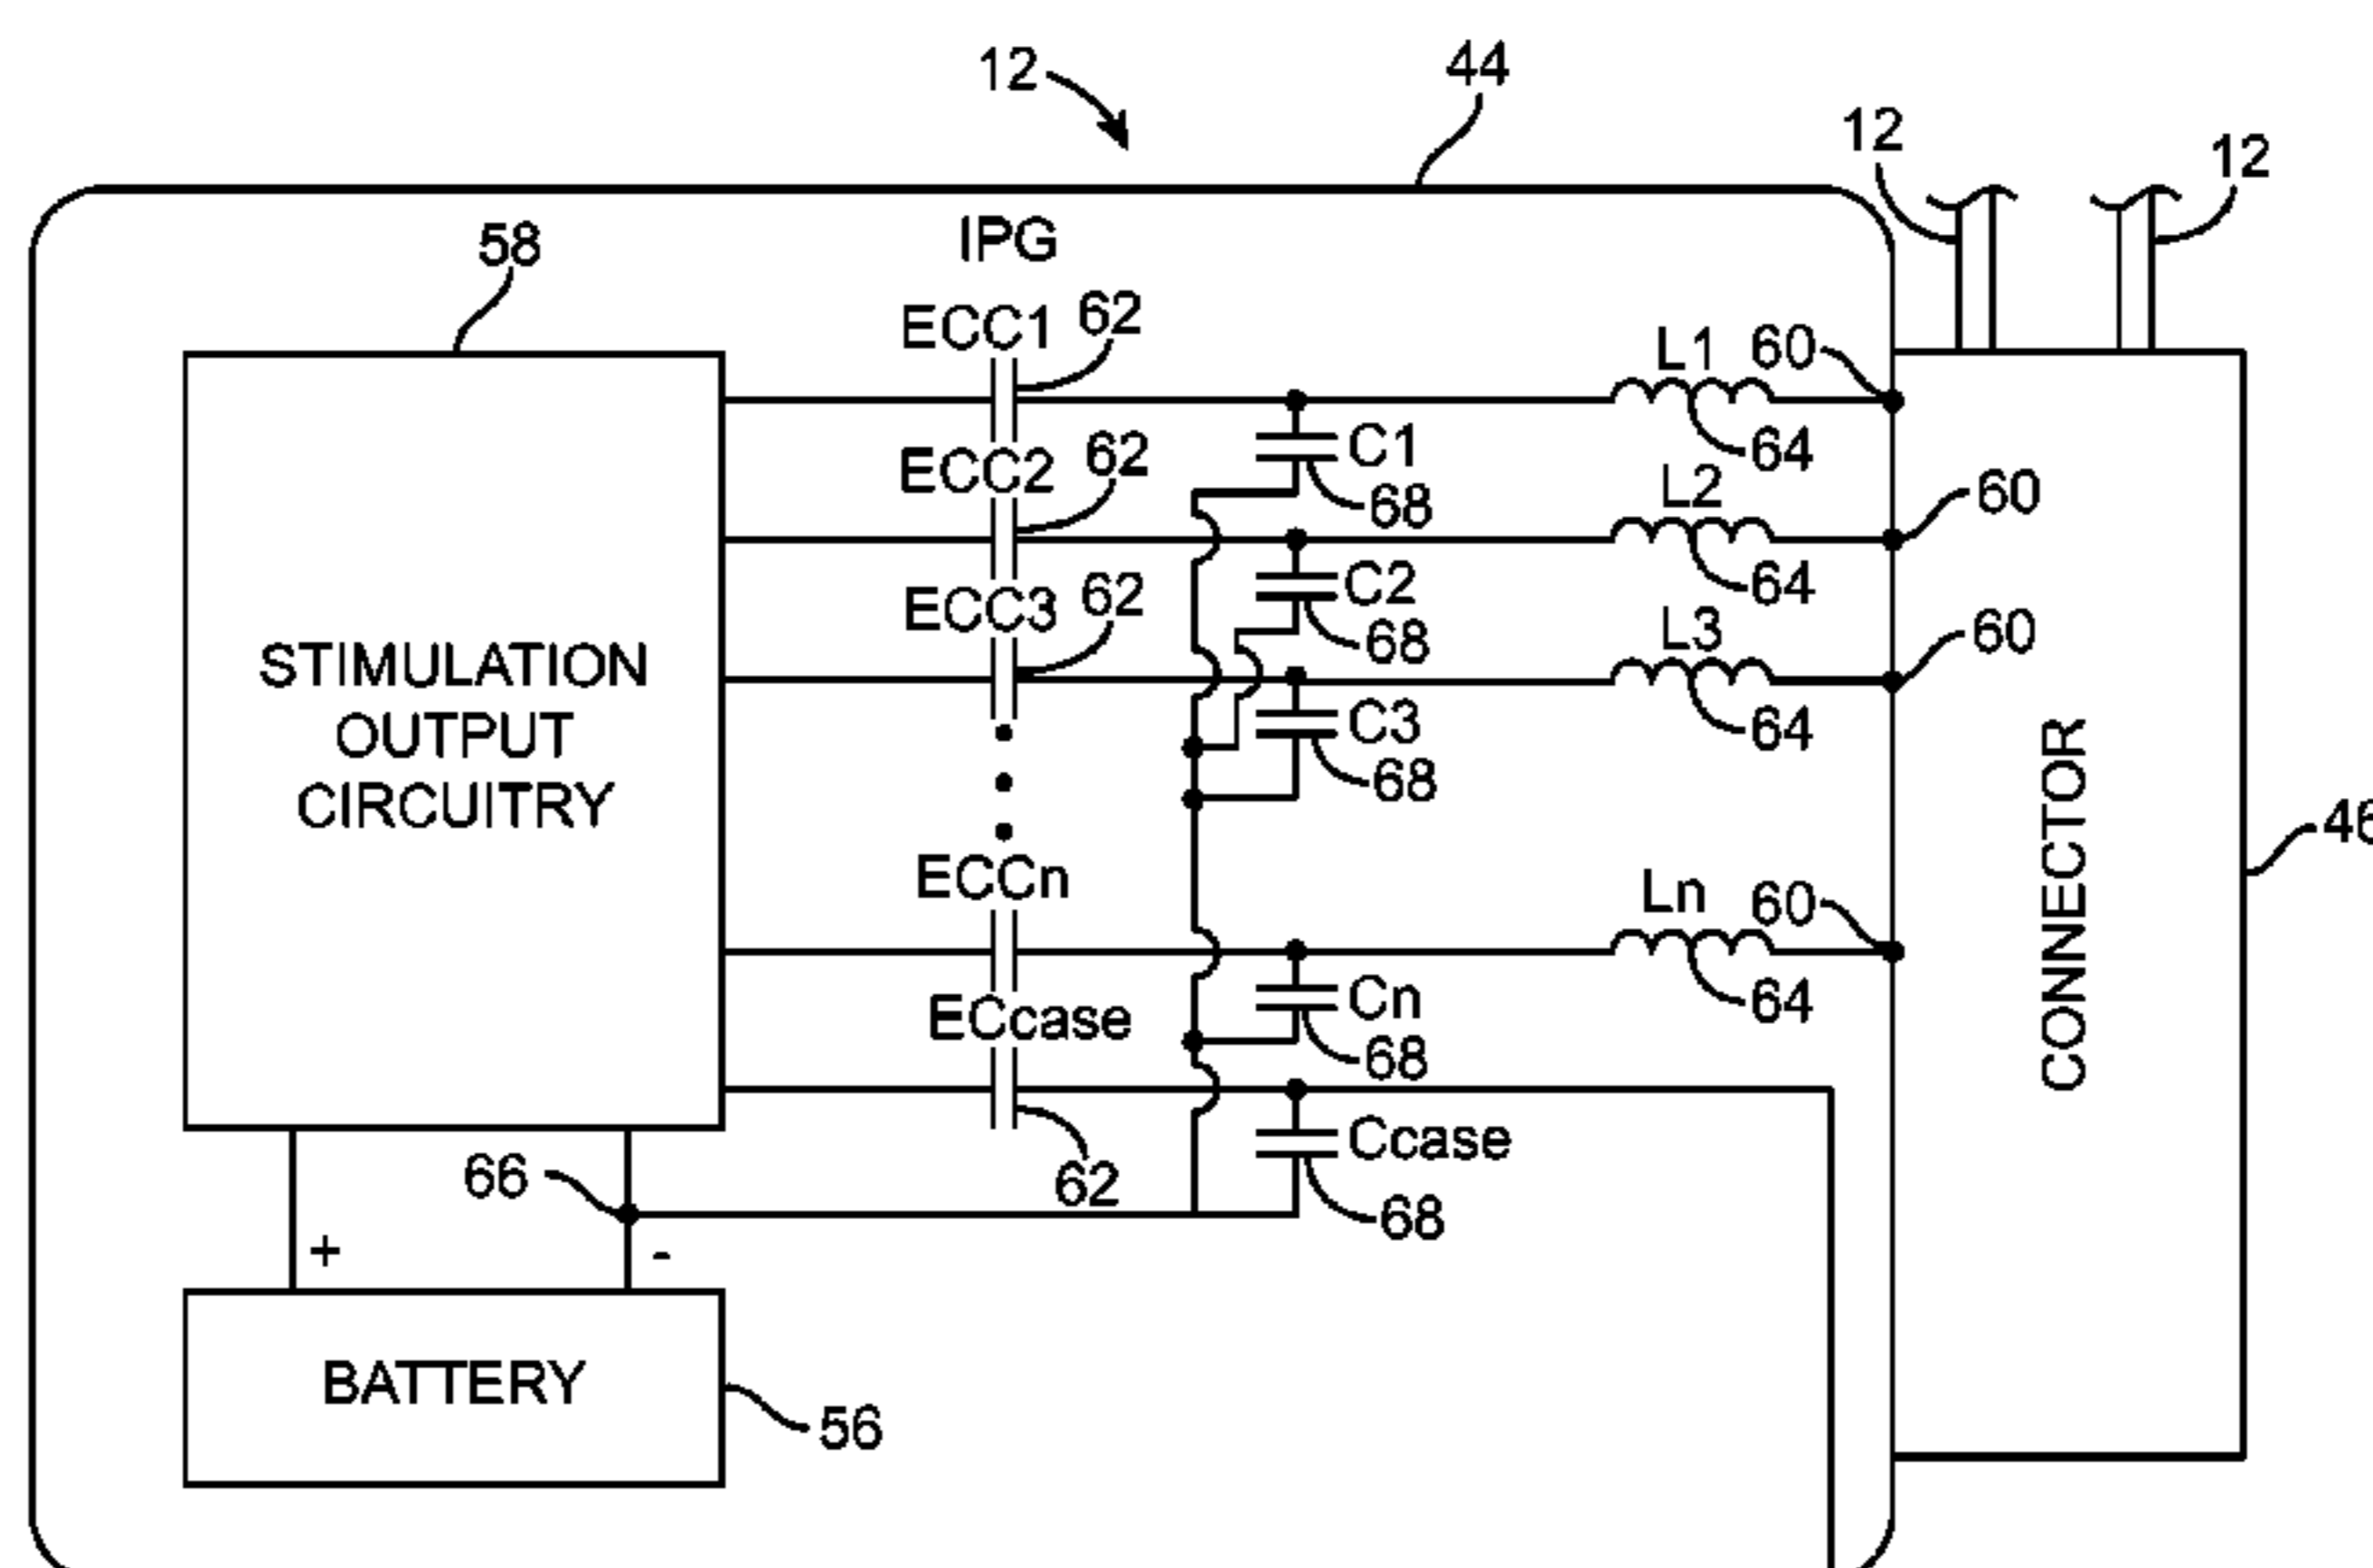 12
44
12
12
IPG
58
ECC1 62
L1 60
C1
64
ECC2 62
68
L2
60
C2
64
ECC3 62
68
L3
60
STIMULATION
OUTPUT
CIRCUITRY
C3
64
68
CONNECTOR
46
ECCn
Ln 60
Cn
64
ECcase
68
Ccase
66
62
68
+ -
BATTERY
56